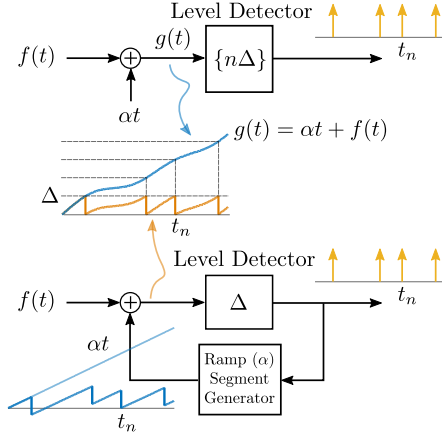 Level Detector
g(t)
f(t)
{nΔ}
t_n
αt
g(t) = αt + f(t)
Δ
t_n
Level Detector
f(t)
Δ
t_n
αt
Ramp (α)
Segment
Generator
t_n